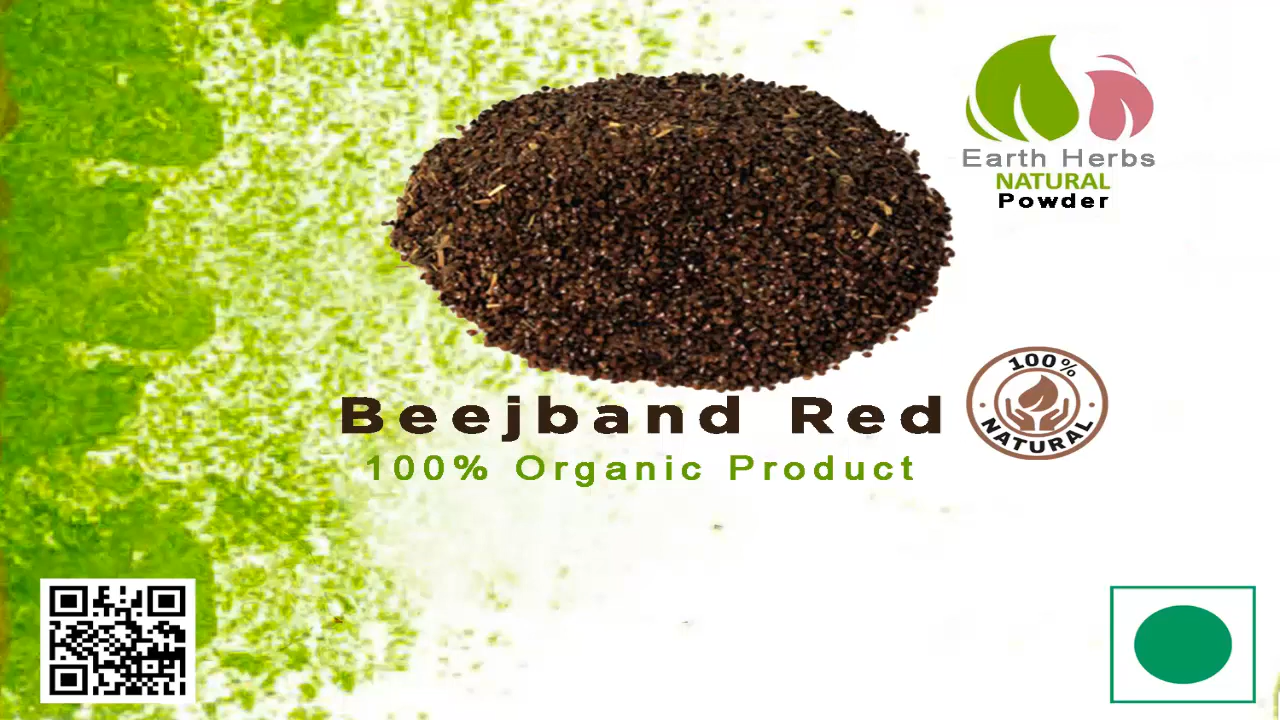 Earth Herbs
NATURAL
Powder
100%
NATURAL
Beejband Red
100% Organic Product